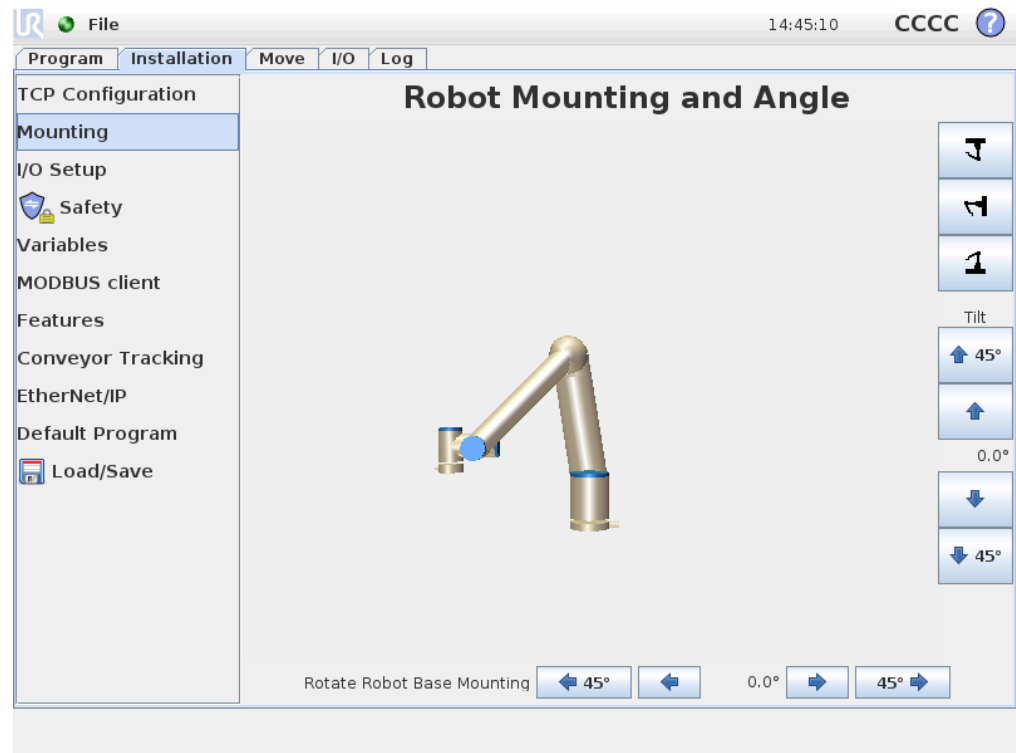 UR File 14:45:10 CCCC ?
Program Installation Move I/O Log
TCP Configuration
Mounting
I/O Setup
Safety
Variables
MODBUS client
Features
Conveyor Tracking
EtherNet/IP
Default Program
Load/Save
Robot Mounting and Angle
Tilt
45°
0.0°
45°
Rotate Robot Base Mounting 45° 0.0° 45°